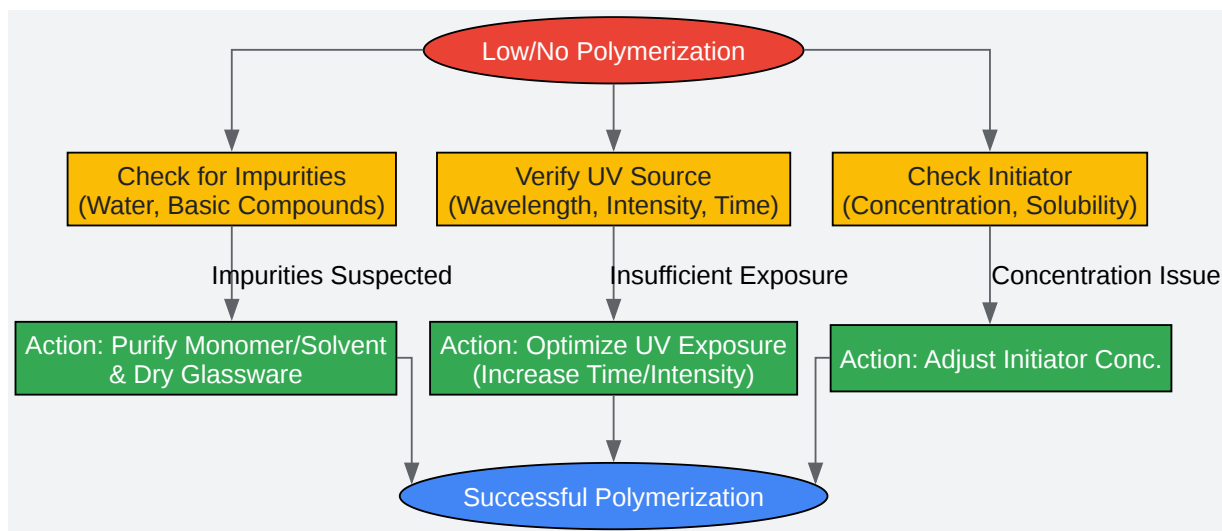 Low/No Polymerization
Check for Impurities
(Water, Basic Compounds)
Verify UV Source
(Wavelength, Intensity, Time)
Check Initiator
(Concentration, Solubility)
Impurities Suspected
Insufficient Exposure
Concentration Issue
Action: Purify Monomer/Solvent
& Dry Glassware
Action: Optimize UV Exposure
(Increase Time/Intensity)
Action: Adjust Initiator Conc.
Successful Polymerization